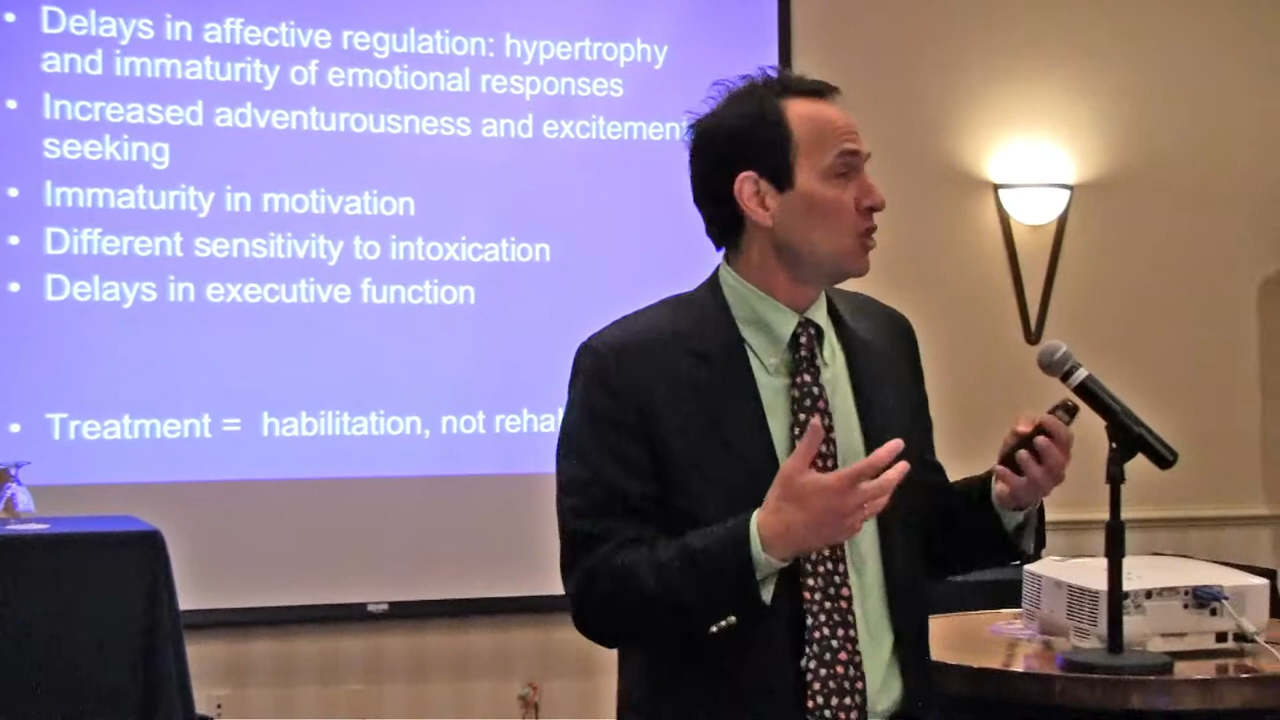 • Delays in affective regulation: hypertrophy
and immaturity of emotional responses
• Increased adventurousness and excitement
seeking
• Immaturity in motivation
• Different sensitivity to intoxication
• Delays in executive function
• Treatment = habilitation, not